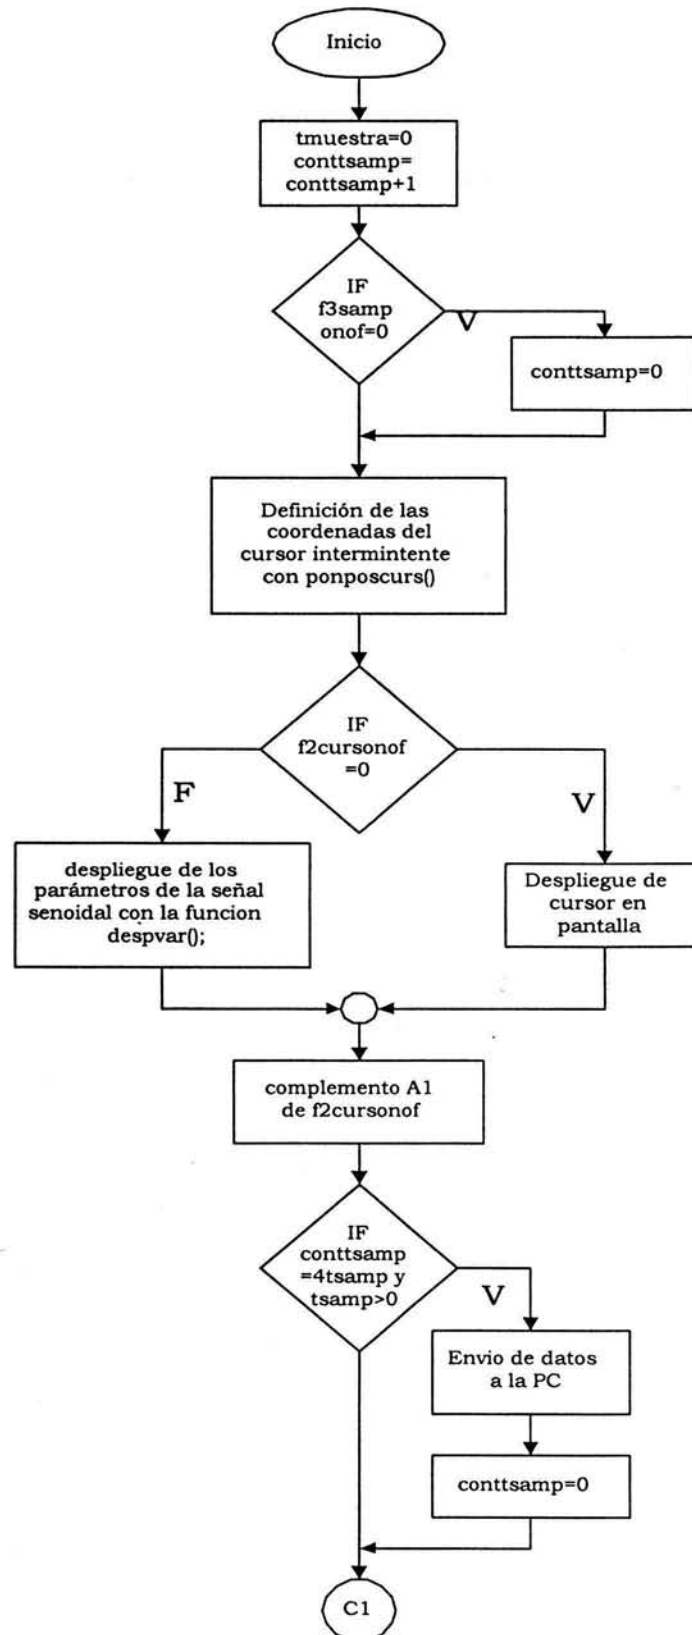 Inicio
tmuestra=0
conttsamp=
conttsamp+1
IF
f3samp
onof=0
V
conttsamp=0
Definición de las
coordenadas del
cursor intermintente
con ponposcurs()
IF
f2cursonof
=0
F
V
despliegue de los
parámetros de la señal
senoidal con la funcion
despvar();
Despliegue de
cursor en
pantalla
complemento A1
de f2cursonof
IF
conttsamp
=4tsamp y
tsamp>0
V
Envio de datos
a la PC
conttsamp=0
C1